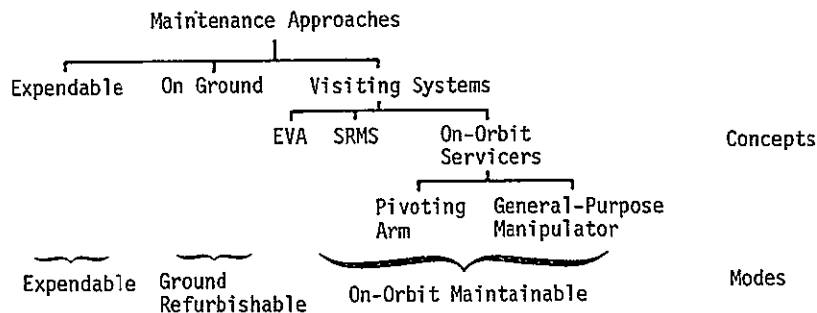 Maintenance Approaches
Expendable On Ground Visiting Systems
EVA SRMS On-Orbit Servicers Concepts
Pivoting Arm General-Purpose Manipulator
Expendable Ground Refurbishable On-Orbit Maintainable Modes